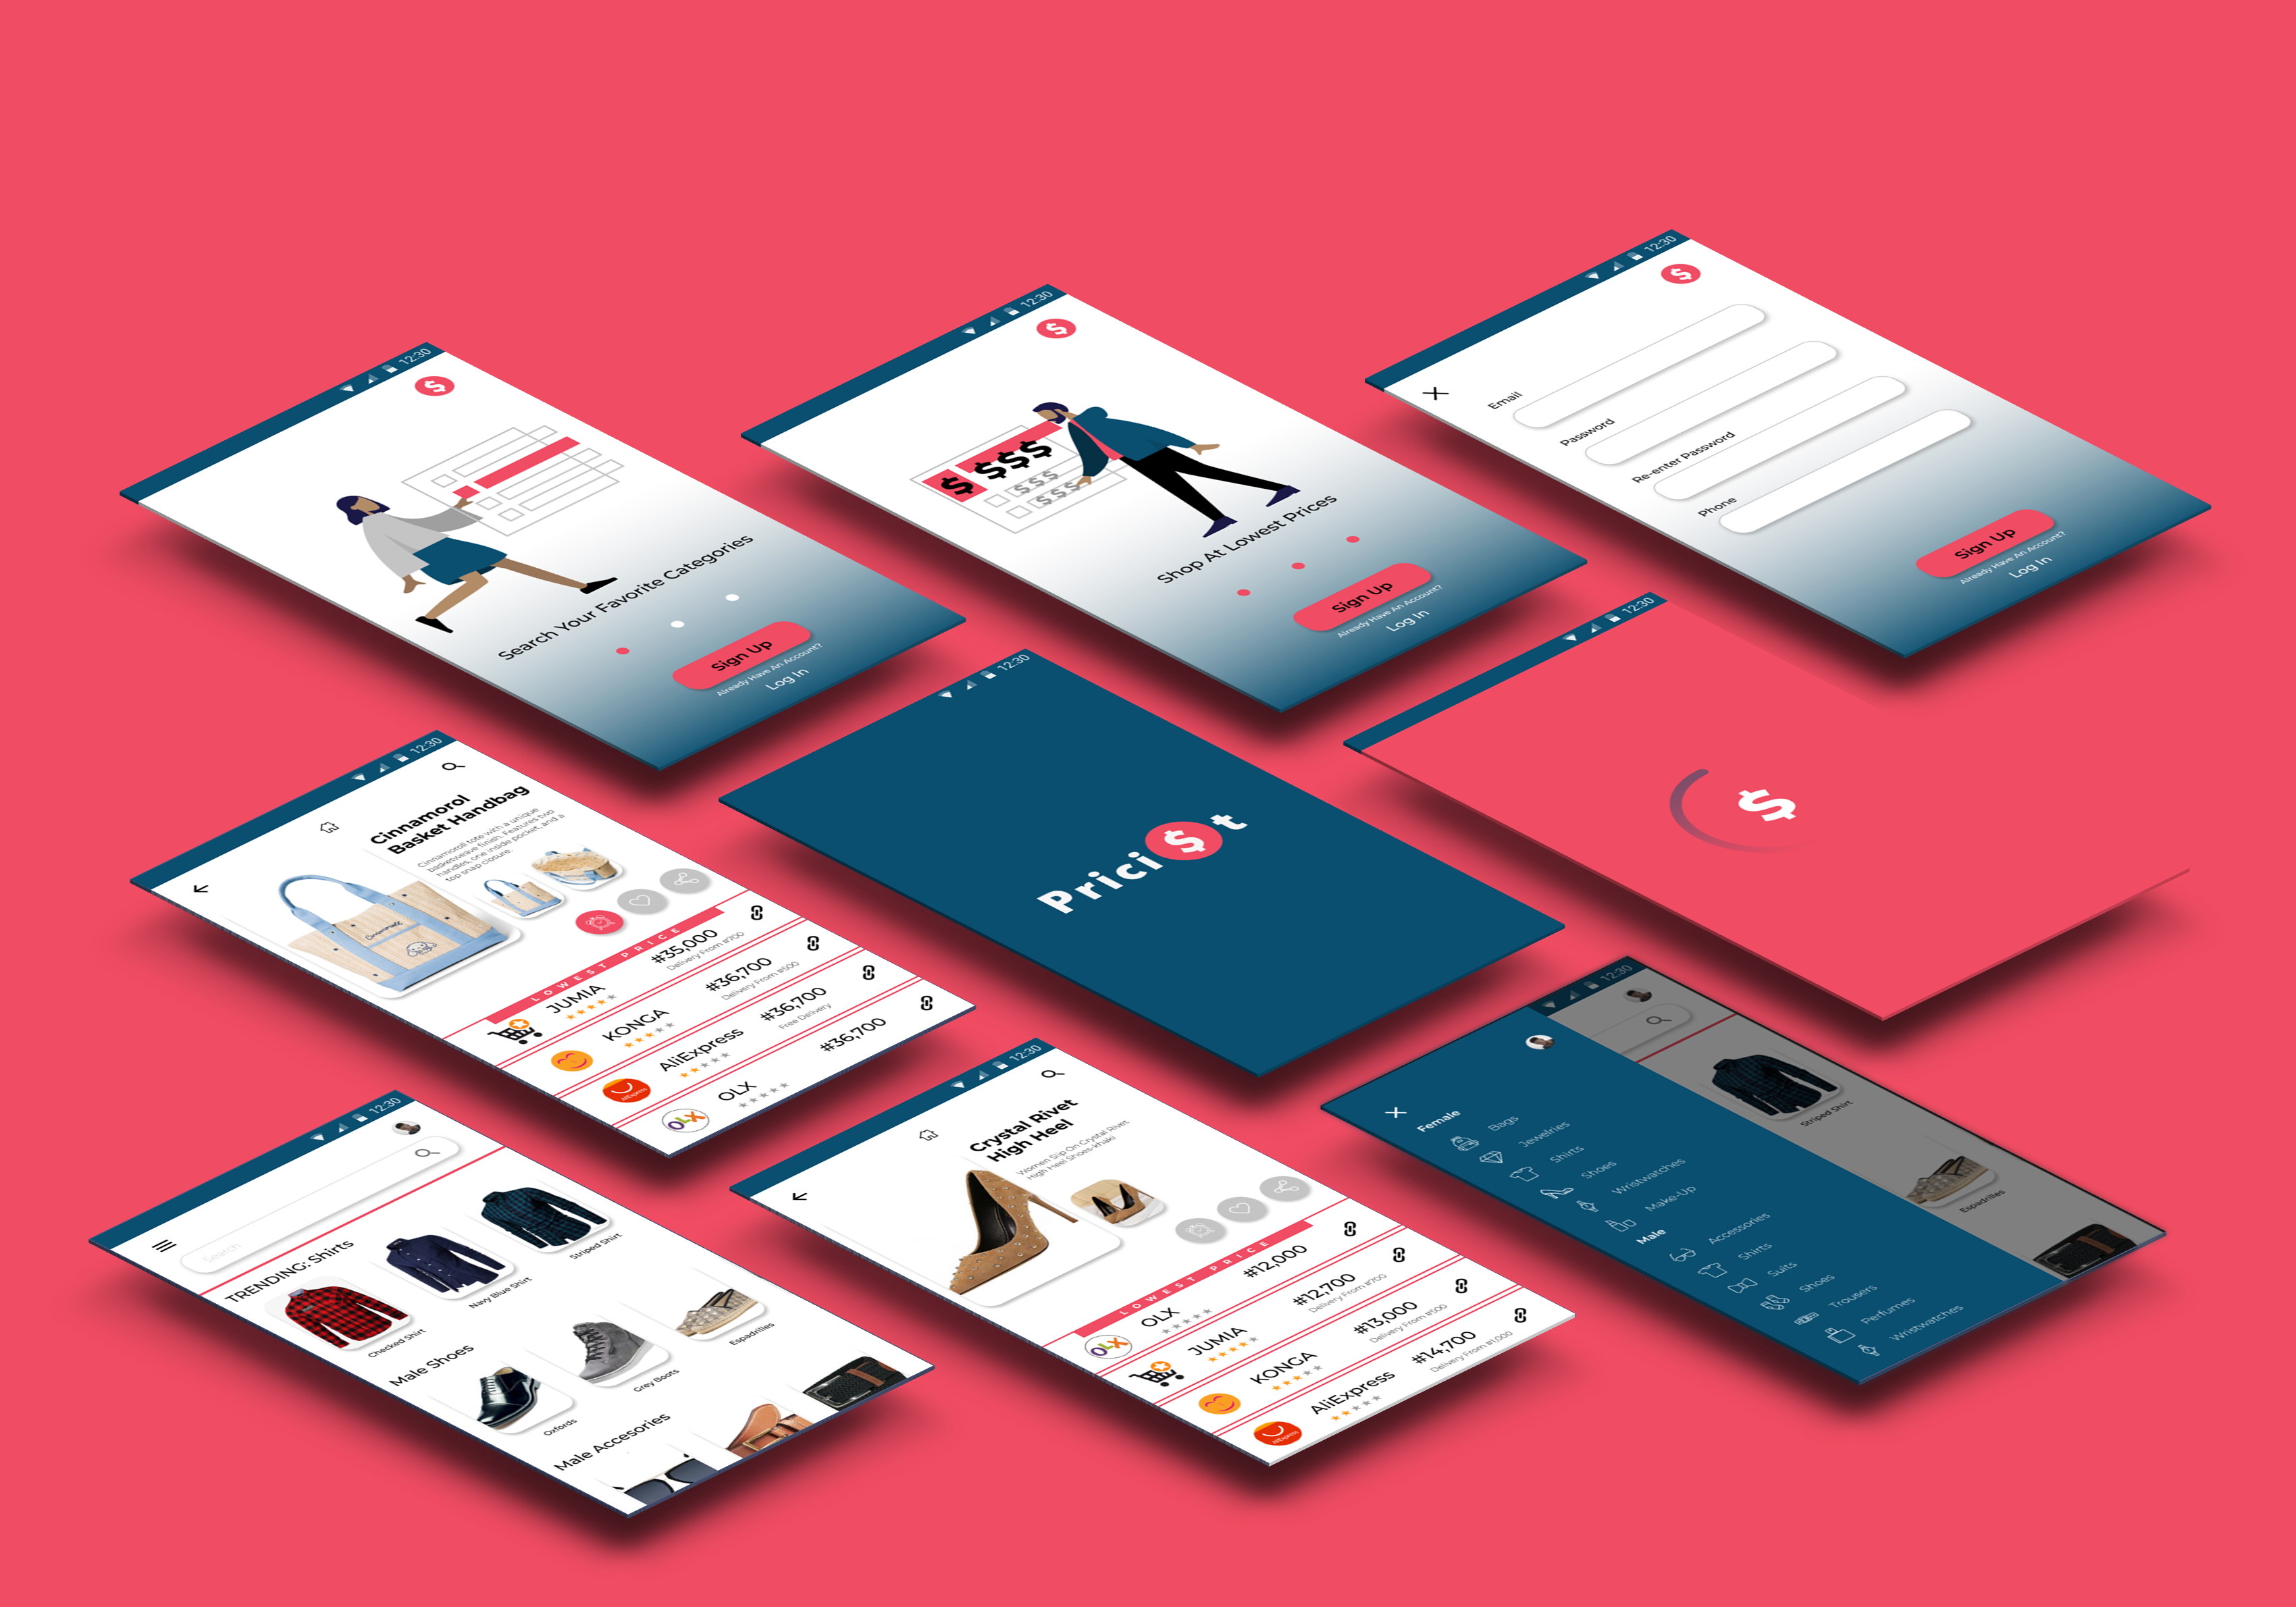 12:30
$
$ $$$
$$$
$$$
Search Your Favorite Categories
Sign Up
Already Have An Account?
Log In
12:30
$
Shop At Lowest Prices
Sign Up
Already Have An Account?
Log In
12:30
$
Email
Password
Re-enter Password
Phone
Sign Up
Already Have An Account?
Log In
12:30
Cinnamorol
Basket Handbag
Cinnamoroll tote with a unique
basketweave finish. Features two
handles, one inside pocket, and a
top snap closure.
LOWEST PRICE
JUMIA
#35,000
Delivery From #700
KONGA
#36,700
Delivery From #500
AliExpress
#36,700
Free Delivery
AliExpress
OLX
#36,700
OLX
12:30
Prici$t
12:30
$
12:30
Search
TRENDING: Shirts
Checked Shirt
Navy Blue Shirt
Striped Shirt
Male Shoes
Oxfords
Grey Boots
Espadrilles
Male Accesories
12:30
Crystal Rivet
High Heel
Women Slip-On Crystal Rivet
High Heel Shoes-khaki
LOWEST PRICE
OLX
OLX
#12,000
JUMIA
#12,700
Delivery From #700
KONGA
#13,000
Delivery From #500
AliExpress
AliExpress
#14,700
Delivery From #1,000
12:30
Female
Bags
Jewelries
Shirts
Shoes
Wristwatches
Make-Up
Male
Accessories
Shirts
Suits
Shoes
Trousers
Perfumes
Wristwatches
Striped Shirt
Espadrilles